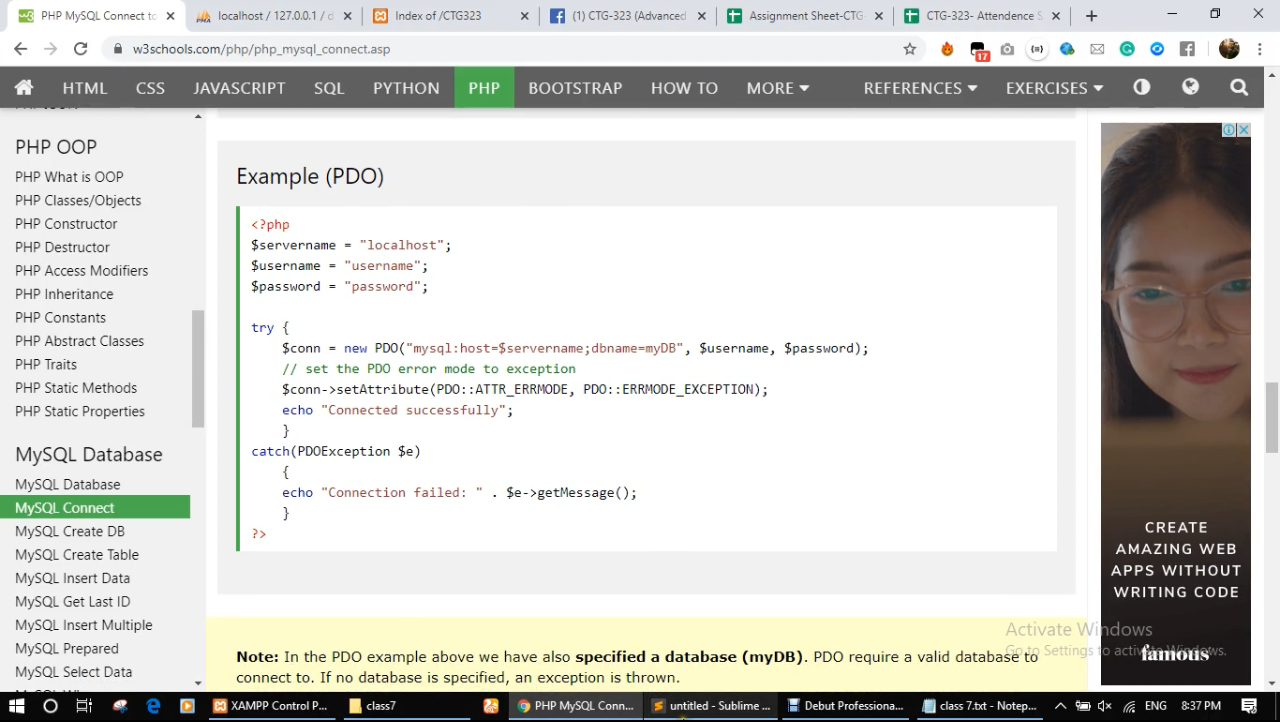 PHP MySQL Connect to
localhost / 127.0.0.1 / d
Index of /CTG323
(1) CTG-323 (Advanced
Assignment Sheet-CTG-
CTG-323- Attendence S
w3schools.com/php/php_mysql_connect.asp
17
HTML CSS JAVASCRIPT SQL PYTHON PHP BOOTSTRAP HOW TO MORE REFERENCES EXERCISES
PHP OOP
PHP What is OOP
PHP Classes/Objects
PHP Constructor
PHP Destructor
PHP Access Modifiers
PHP Inheritance
PHP Constants
PHP Abstract Classes
PHP Traits
PHP Static Methods
PHP Static Properties
MySQL Database
MySQL Database
MySQL Connect
MySQL Create DB
MySQL Create Table
MySQL Insert Data
MySQL Get Last ID
MySQL Insert Multiple
MySQL Prepared
MySQL Select Data
Example (PDO)
<?php
$servername = "localhost";
$username = "username";
$password = "password";
try {
$conn = new PDO("mysql:host=$servername;dbname=myDB", $username, $password);
// set the PDO error mode to exception
$conn->setAttribute(PDO::ATTR_ERRMODE, PDO::ERRMODE_EXCEPTION);
echo "Connected successfully";
}
catch(PDOException $e)
{
echo "Connection failed: " . $e->getMessage();
}
?>
Note: In the PDO example above we have also specified a database (myDB). PDO require a valid database to
connect to. If no database is specified, an exception is thrown.
CREATE
AMAZING WEB
APPS WITHOUT
WRITING CODE
famous
Activate Windows
Go to Settings to activate Windows.
XAMPP Control P...
class7
PHP MySQL Conn...
untitled - Sublime ...
Debut Professiona...
class 7.txt - Notep...
ENG
8:37 PM